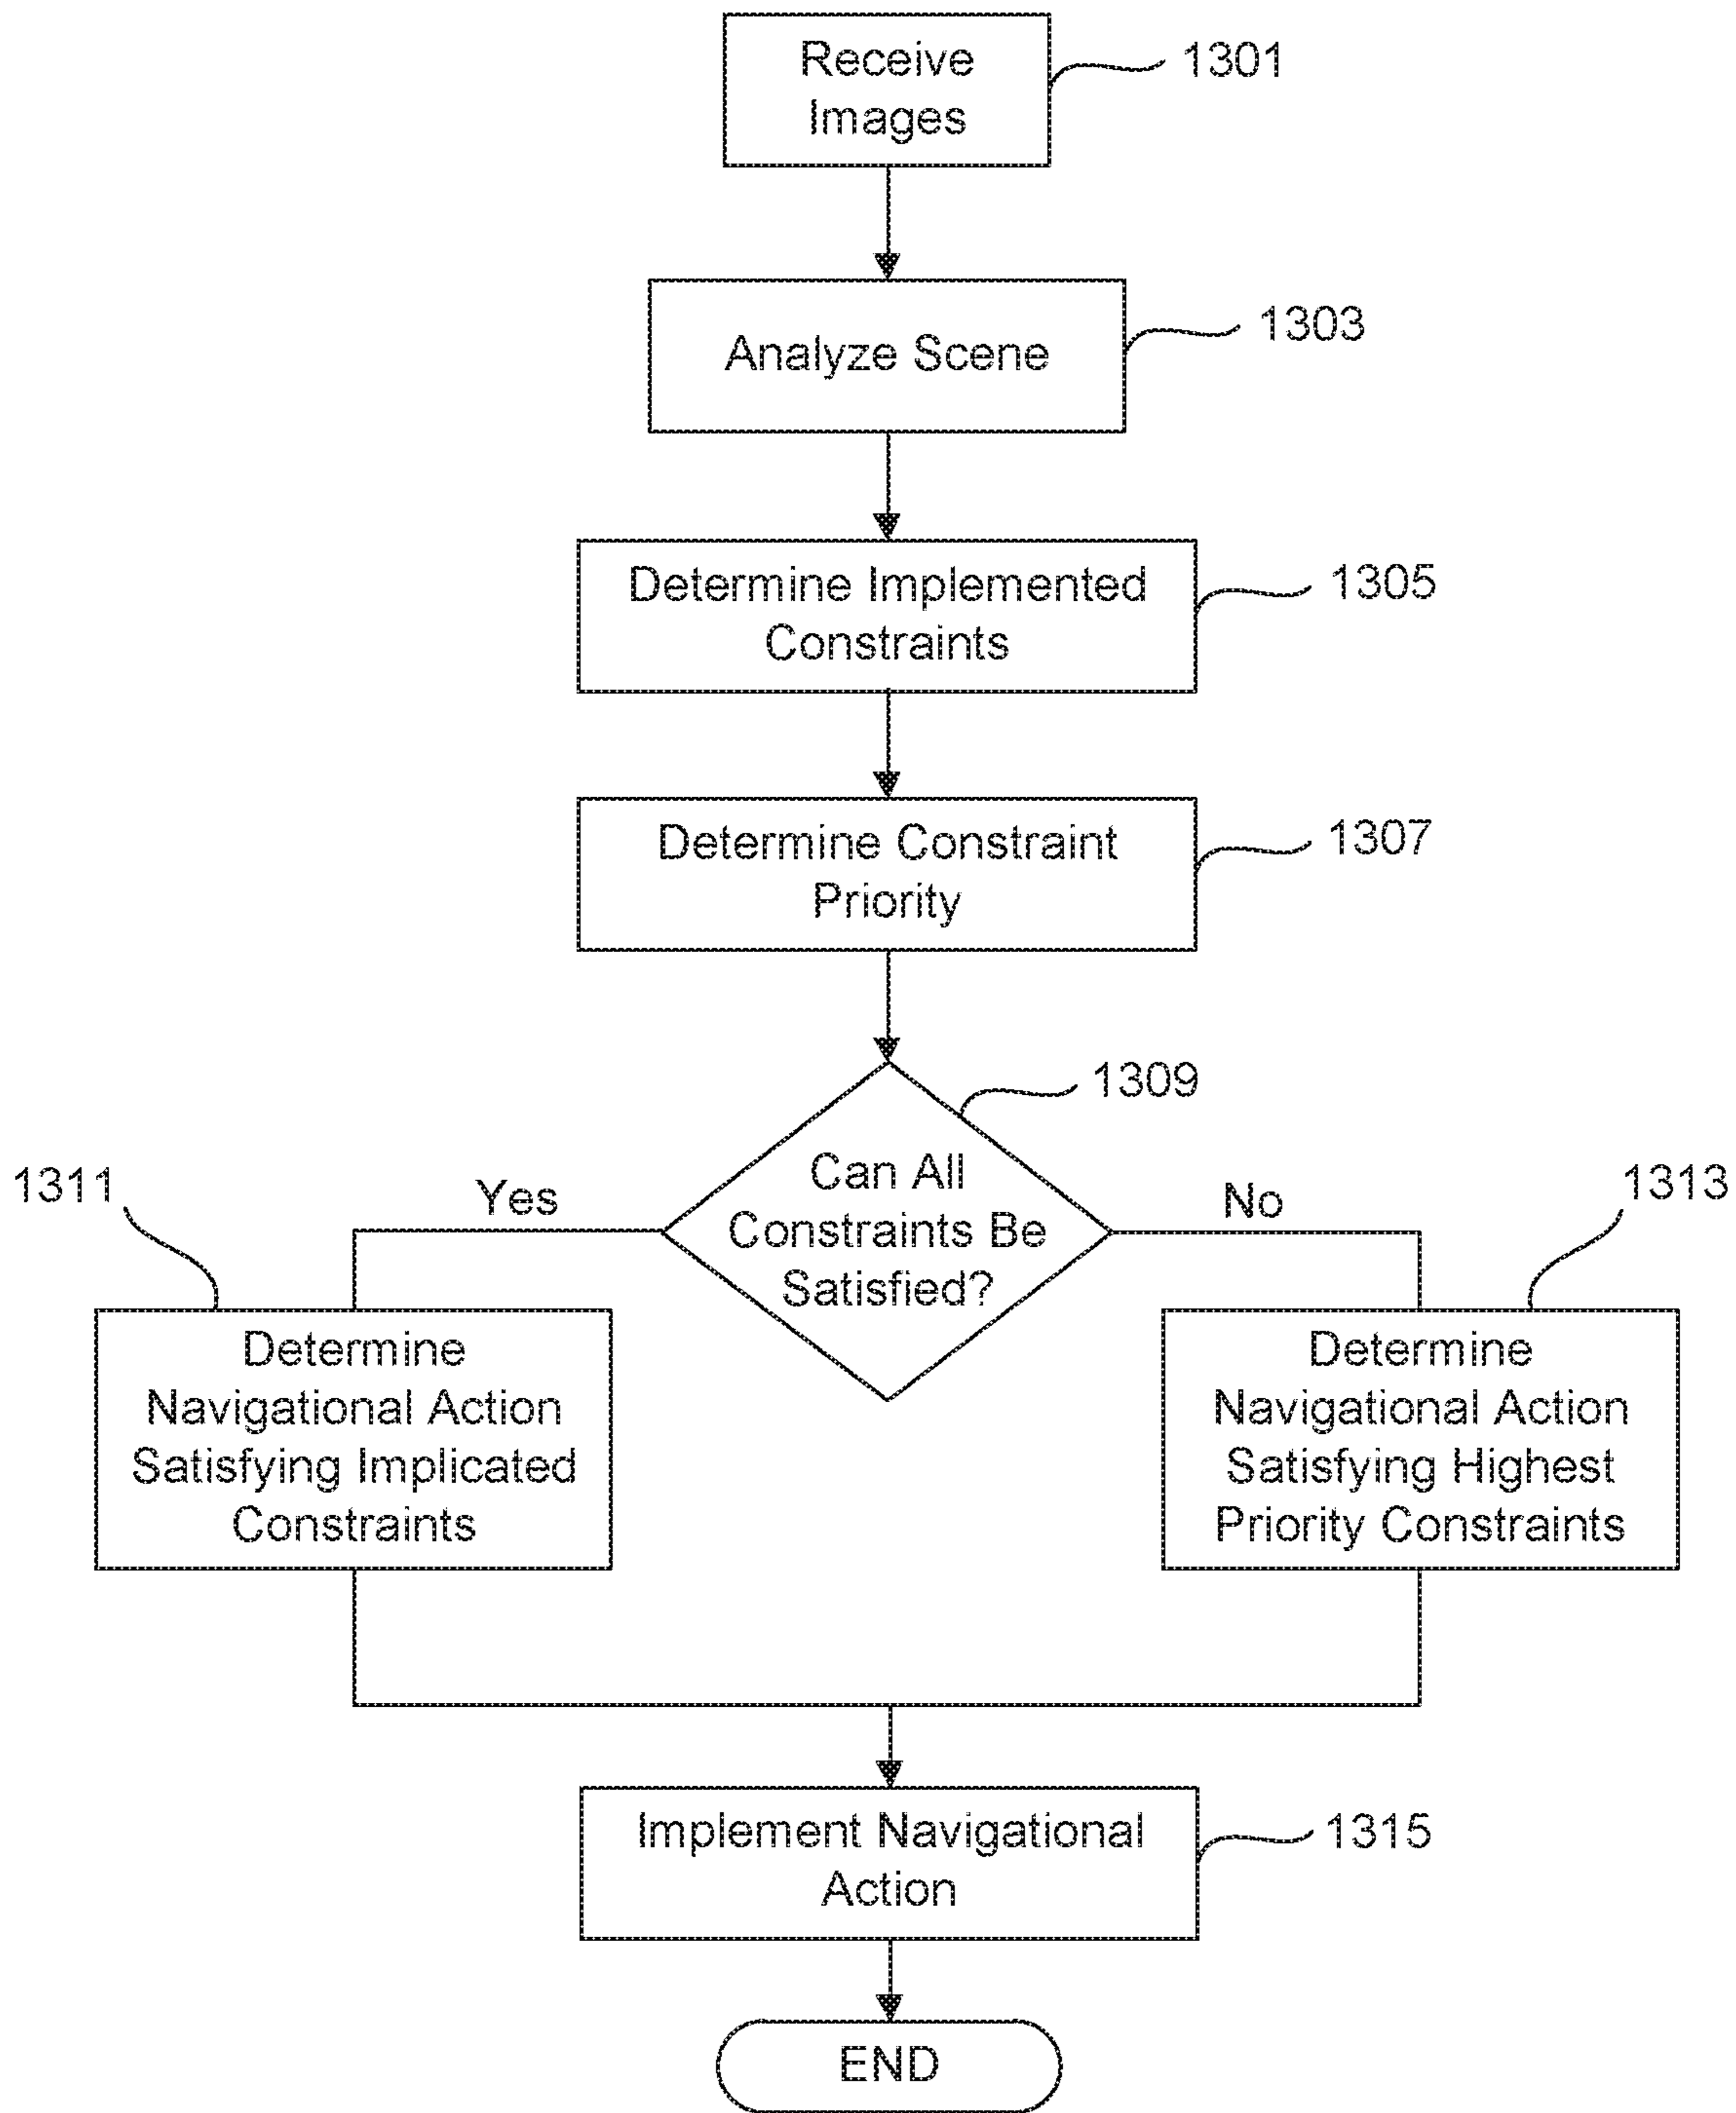 Receive
Images
1301
Analyze Scene
1303
Determine Implemented
Constraints
1305
Determine Constraint
Priority
1307
1309
Can All
Constraints Be
Satisfied?
Yes
No
1311
Determine
Navigational Action
Satisfying Implicated
Constraints
1313
Determine
Navigational Action
Satisfying Highest
Priority Constraints
Implement Navigational
Action
1315
END